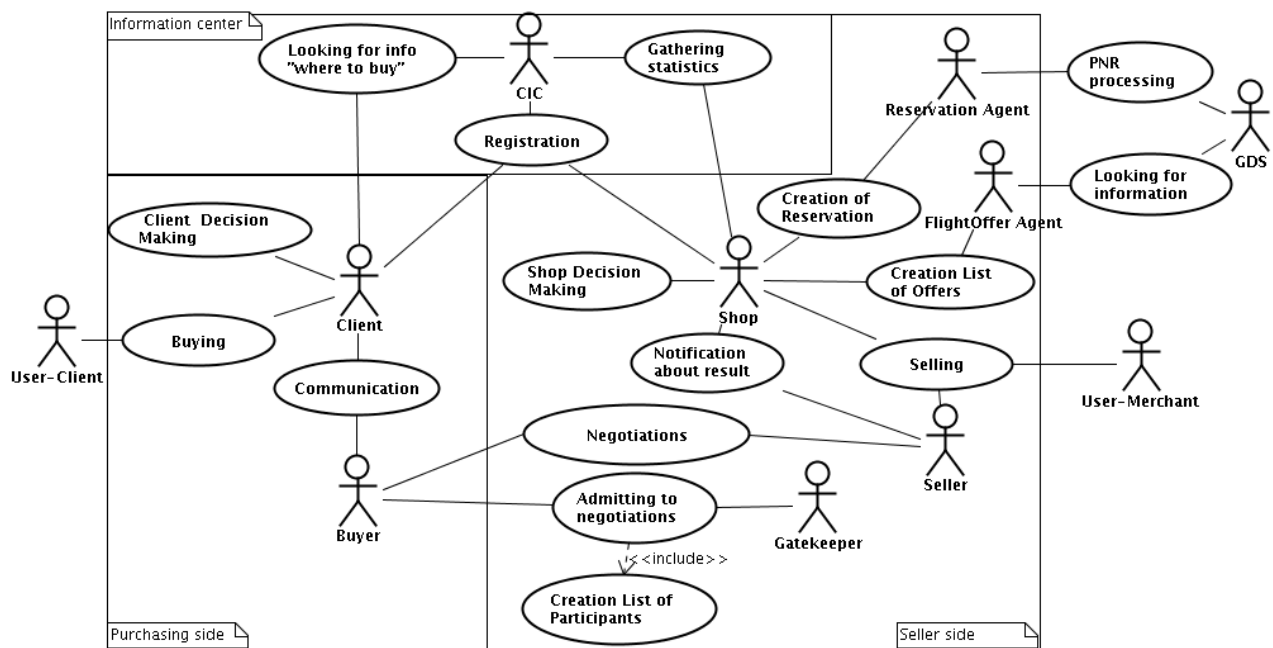 Information center
Looking for info
"where to buy"
CIC
Gathering
statistics
Registration
Reservation Agent
PNR
processing
GDS
Looking for
information
FlightOffer Agent
Creation of
Reservation
Client  Decision
Making
Client
Shop Decision
Making
Shop
Creation List
of Offers
User-Client
Buying
Communication
Notification
about result
Selling
User-Merchant
Negotiations
Seller
Buyer
Admitting to
negotiations
Gatekeeper
<<include>>
Creation List of
Participants
Purchasing side
Seller side